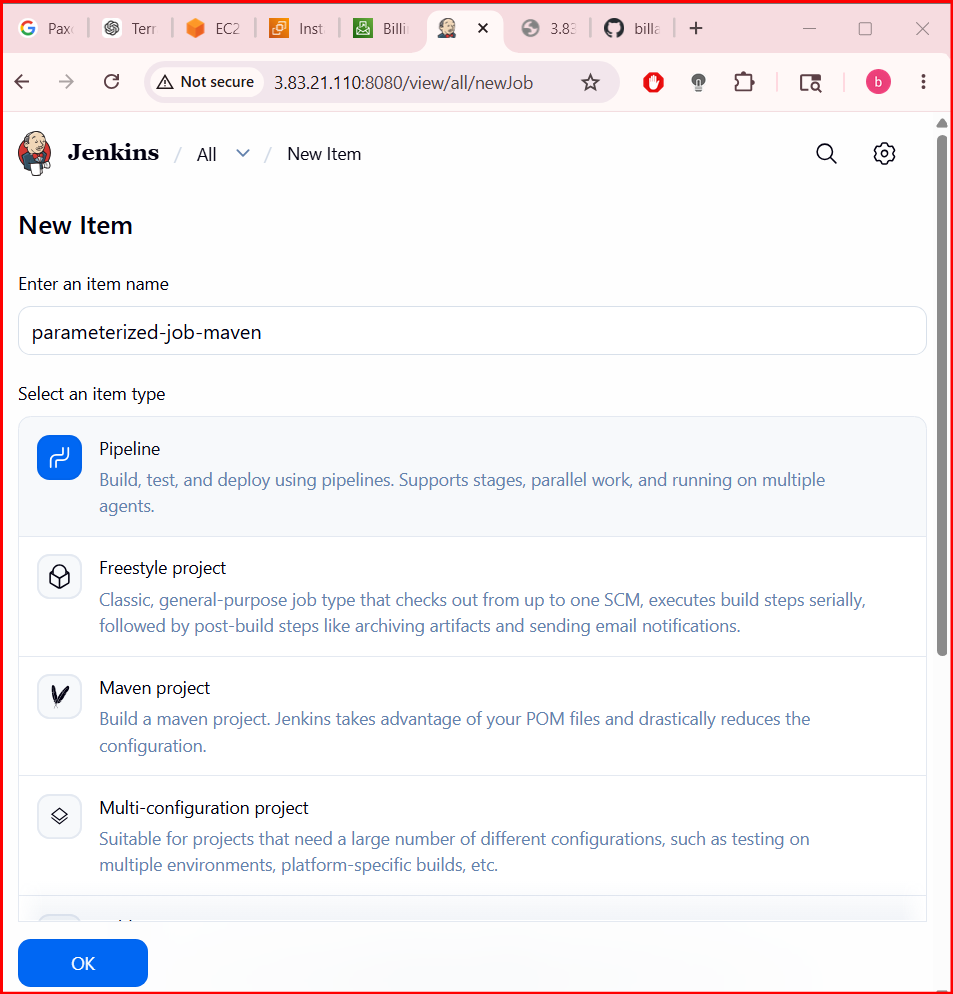 Pax
Terr
EC2
Inst
Billi
3.83
billa
Not secure
3.83.21.110:8080/view/all/newJob
b
Jenkins / All / New Item
New Item
Enter an item name
parameterized-job-maven
Select an item type
Pipeline
Build, test, and deploy using pipelines. Supports stages, parallel work, and running on multiple
agents.
Freestyle project
Classic, general-purpose job type that checks out from up to one SCM, executes build steps serially,
followed by post-build steps like archiving artifacts and sending email notifications.
Maven project
Build a maven project. Jenkins takes advantage of your POM files and drastically reduces the
configuration.
Multi-configuration project
Suitable for projects that need a large number of different configurations, such as testing on
multiple environments, platform-specific builds, etc.
OK